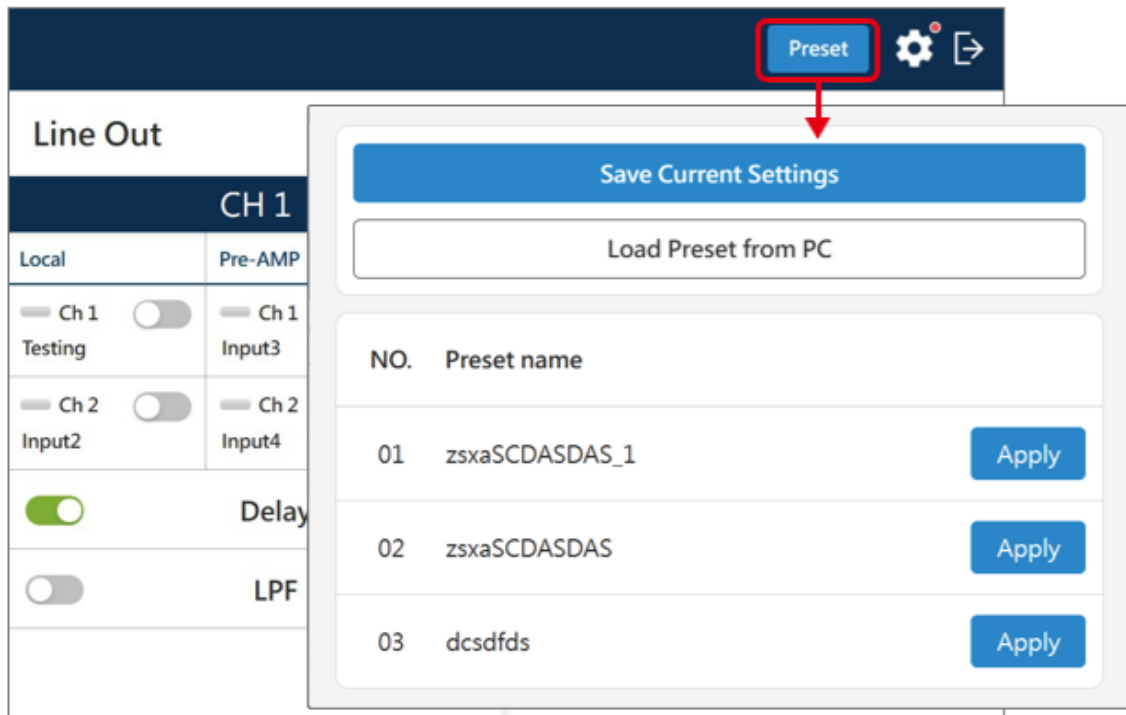 Preset
Line Out
CH 1
Local
Pre-AMP
Ch 1
Testing
Ch 1
Input3
Ch 2
Input2
Ch 2
Input4
Delay
LPF
Save Current Settings
Load Preset from PC
NO. Preset name
01 zsxaSCDASDAS_1 Apply
02 zsxaSCDASDAS Apply
03 dcsdfds Apply